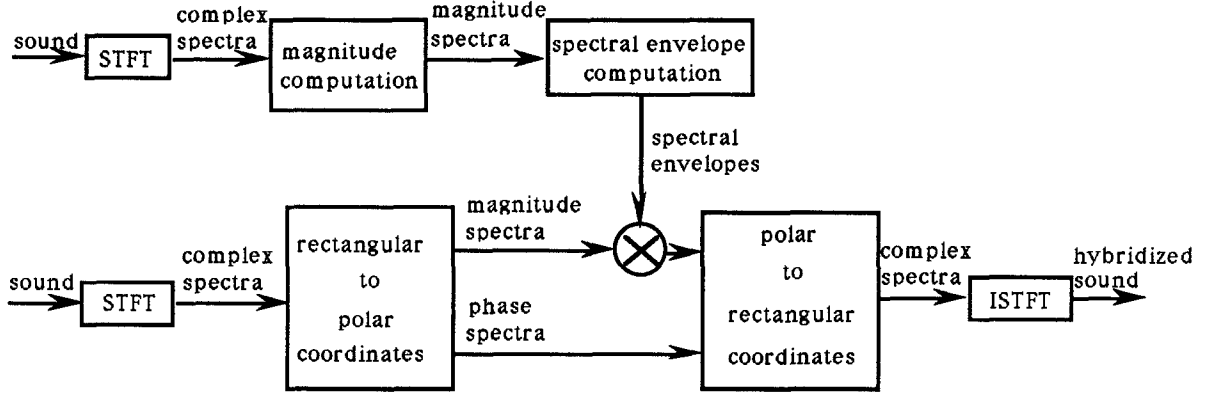 sound
STFT
complex
spectra
magnitude
computation
magnitude
spectra
spectral envelope
computation
spectral
envelopes
sound
STFT
complex
spectra
rectangular
to
polar
coordinates
magnitude
spectra
phase
spectra
polar
to
rectangular
coordinates
complex
spectra
ISTFT
hybridized
sound